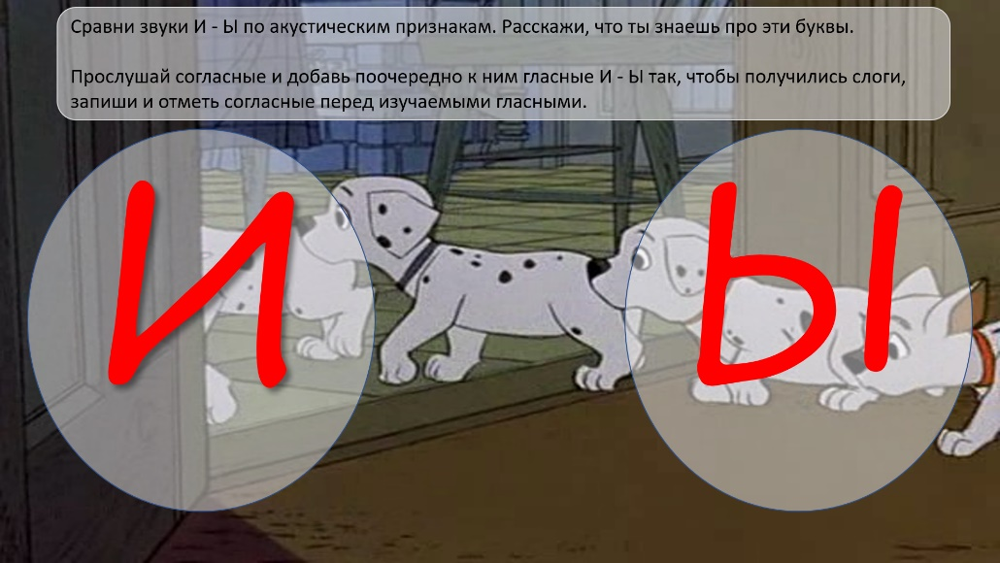 Сравни звуки И - Ы по акустическим признакам. Расскажи, что ты знаешь про эти буквы.
Прослушай согласные и добавь поочередно к ним гласные И - Ы так, чтобы получились слоги,
запиши и отметь согласные перед изучаемыми гласными.
И Ы